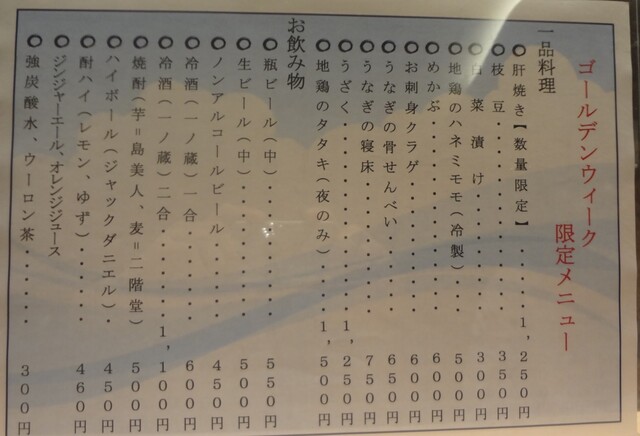 ゴールデンウィーク
限定メニュー
一品料理
○肝焼き【数量限定】・・・・・1,250円
○枝豆・・・・・・・・・350円
○白菜漬け・・・・・・・300円
○地鶏のハネミモモ(冷製)・・・・500円
○めかぶ・・・・・・・・・600円
○お刺身クラゲ・・・・・・・600円
○うなぎの骨せんべい・・・・・650円
○うなぎの寝床・・・・・・・750円
○うざく・・・・・・・・・1,250円
○地鶏のタタキ(夜のみ)・・・・1,500円
お飲み物
○瓶ビール(中)・・・・・・・550円
○生ビール(中)・・・・・・・500円
○ノンアルコールビール・・・・・450円
○冷酒(一ノ蔵)一合・・・・・・600円
○冷酒(一ノ蔵)二合・・・・・・1,100円
○焼酎(芋=島美人、麦=二階堂)500円
○ハイボール(ジャックダニエル)・・450円
○酎ハイ(レモン、ゆず)・・・・・460円
○ジンジャーエール、オレンジジュース
○強炭酸水、ウーロン茶・・・・・300円